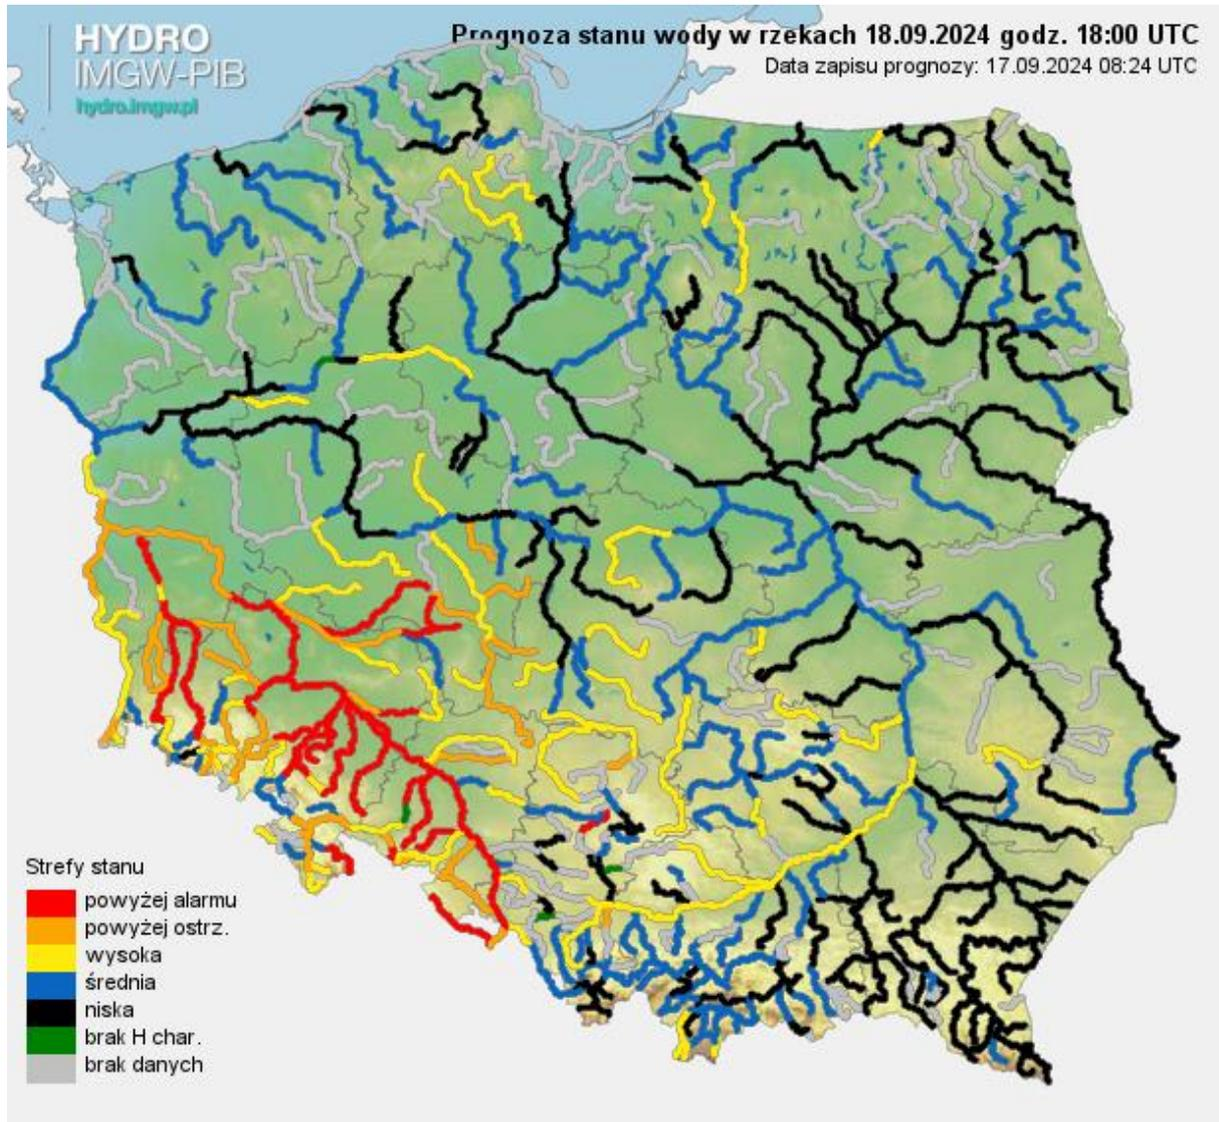 HYDRO
IMGW-PIB
hydro.imgw.pl
Prognoza stanu wody w rzekach 18.09.2024 godz. 18:00 UTC
Data zapisu prognozy: 17.09.2024 08:24 UTC
Strefy stanu
powyżej alarmu
powyżej ostrz.
wysoka
średnia
niska
brak H char.
brak danych